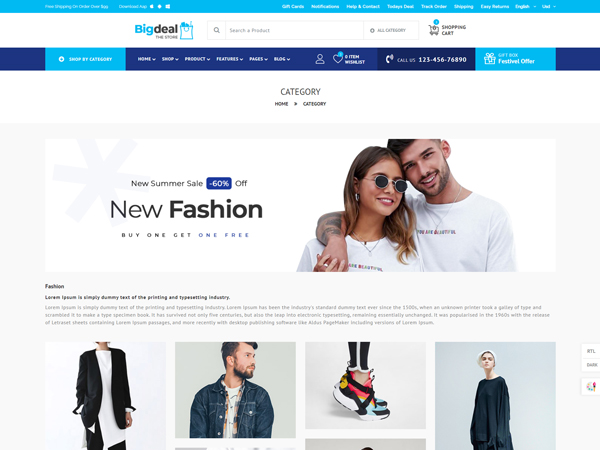 Free Shipping On Order Over $99
Download App
Gift Cards Notifications Help & Contact Todays Deal Track Order Shipping Easy Returns English Usd
Bigdeal
THE STORE
Search a Product
ALL CATEGORY
SHOPPING
CART
SHOP BY CATEGORY
HOME SHOP PRODUCT FEATURES PAGES BLOG
0 ITEM
WISHLIST
CALL US 123-456-76890
GIFT BOX
Festivel Offer
CATEGORY
HOME » CATEGORY
New Summer Sale -60% Off
New Fashion
BUY ONE GET ONE FREE
YOU ARE BEAUTIFUL
Fashion
Lorem Ipsum is simply dummy text of the printing and typesetting industry.
Lorem Ipsum is simply dummy text of the printing and typesetting industry. Lorem Ipsum has been the industry's standard dummy text ever since the 1500s, when an unknown printer took a galley of type and
scrambled it to make a type specimen book. It has survived not only five centuries, but also the leap into electronic typesetting, remaining essentially unchanged. It was popularised in the 1960s with the release
of Letraset sheets containing Lorem Ipsum passages, and more recently with desktop publishing software like Aldus PageMaker including versions of Lorem Ipsum.
RTL
DARK